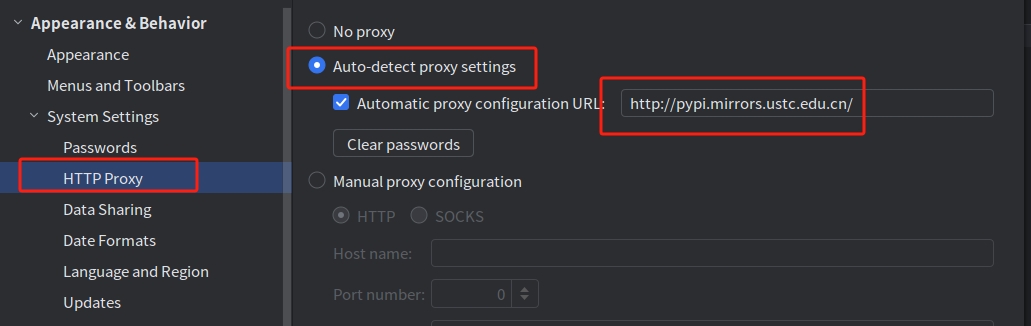 Appearance & Behavior
Appearance
Menus and Toolbars
System Settings
Passwords
HTTP Proxy
Data Sharing
Date Formats
Language and Region
Updates
No proxy
Auto-detect proxy settings
Automatic proxy configuration URL: http://pypi.mirrors.ustc.edu.cn/
Clear passwords
Manual proxy configuration
HTTP SOCKS
Host name:
Port number: 0